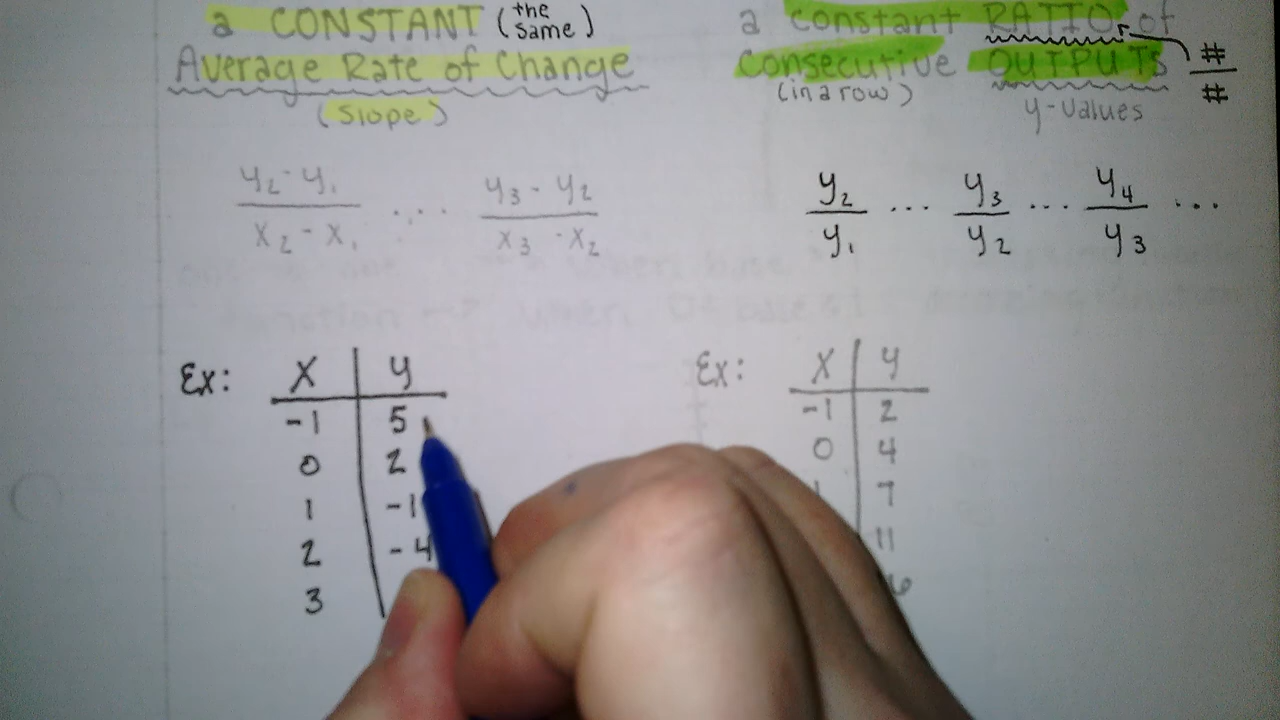 a CONSTANT (the same)
Average Rate of Change
(slope)
y2 - y1 / x2 - x1 ... y3 - y2 / x3 - x2
Ex:
x y
-1 5
0 2
1 -1
2 -4
3
a constant RATIO of
Consecutive OUTPUTS # / #
(in a row)
y-values
y2 / y1 ... y3 / y2 ... y4 / y3 ...
Ex:
x y
-1 2
0 4
7
11